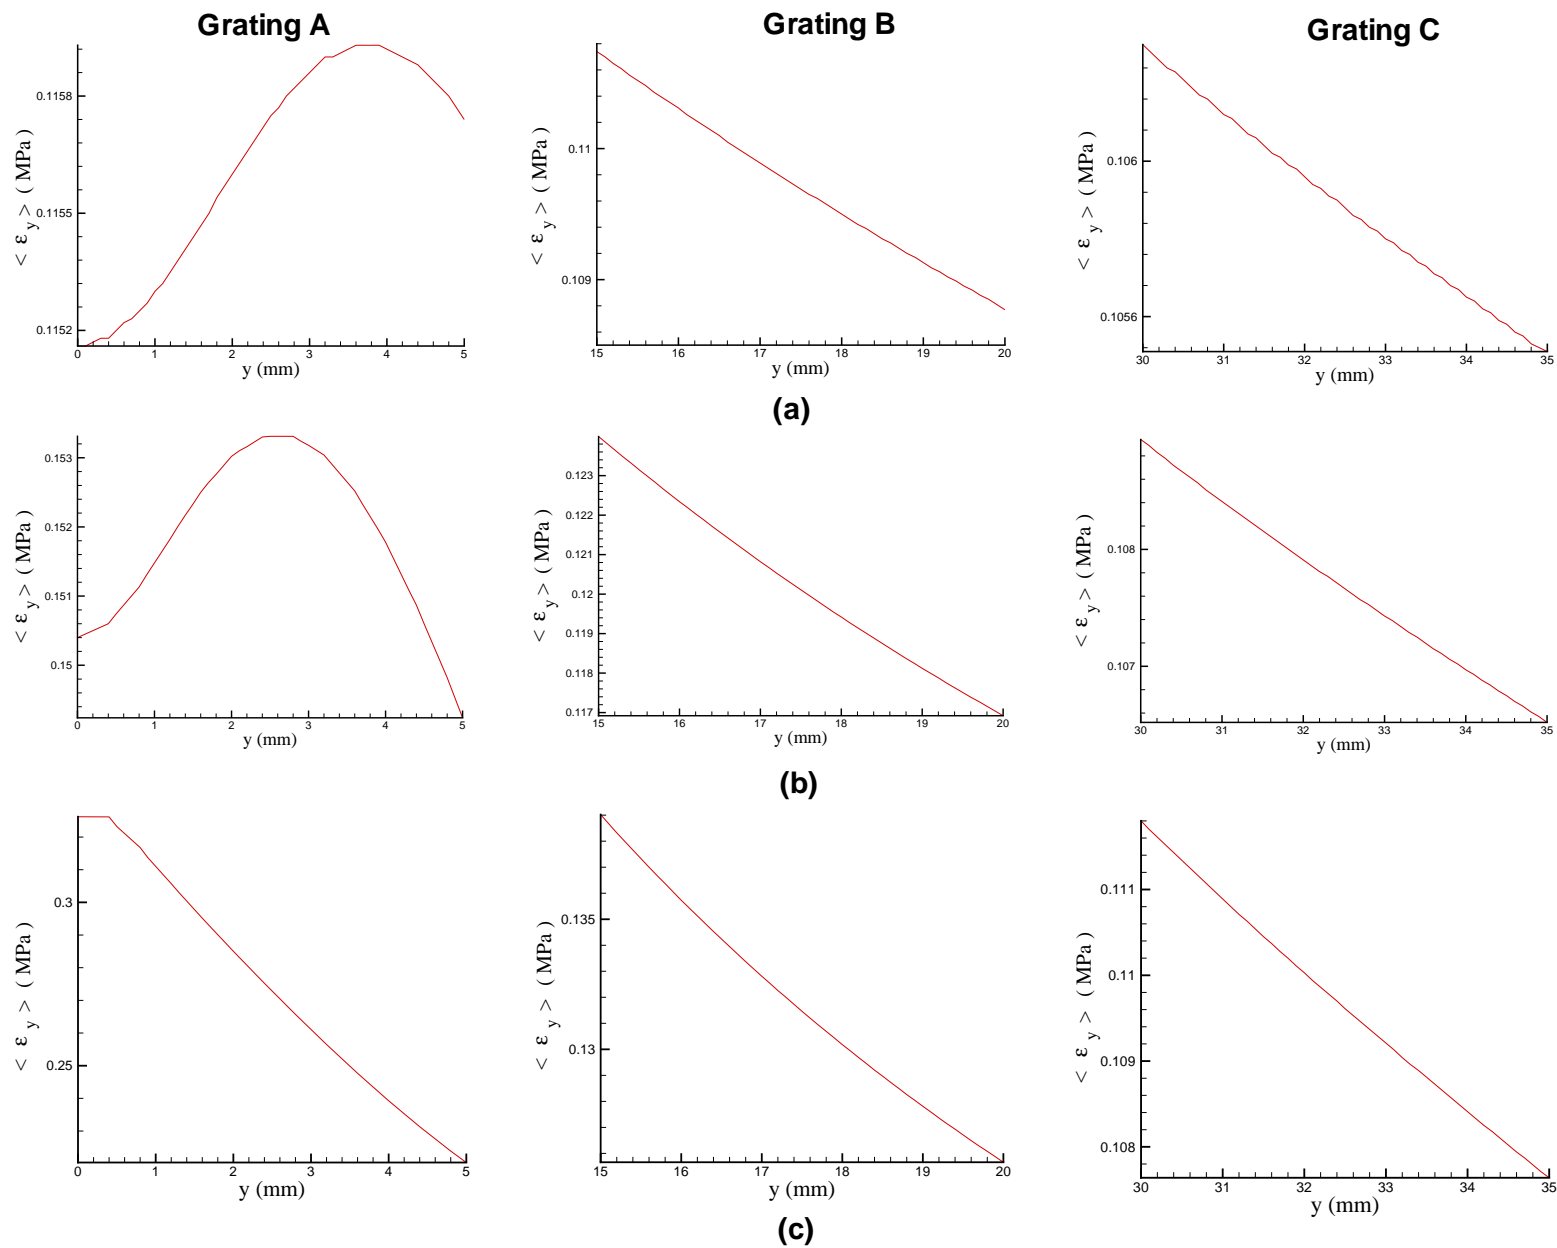 Grating A
Grating B
Grating C
0.1158
0.1155
0.1152
< ε y > ( MPa )
0 1 2 3 4 5
y (mm)
0.11
0.109
< ε y > ( MPa )
15 16 17 18 19 20
y (mm)
0.106
0.1056
< ε y > ( MPa )
30 31 32 33 34 35
y (mm)
(a)
0.153
0.152
0.151
0.15
< ε y > ( MPa )
0 1 2 3 4 5
y (mm)
0.123
0.122
0.121
0.12
0.119
0.118
0.117
< ε y > ( MPa )
15 16 17 18 19 20
y (mm)
0.108
0.107
< ε y > ( MPa )
30 31 32 33 34 35
y (mm)
(b)
0.3
0.25
< ε y > ( MPa )
0 1 2 3 4 5
y (mm)
0.135
0.13
< ε y > ( MPa )
15 16 17 18 19 20
y (mm)
0.111
0.11
0.109
0.108
< ε y > ( MPa )
30 31 32 33 34 35
y (mm)
(c)